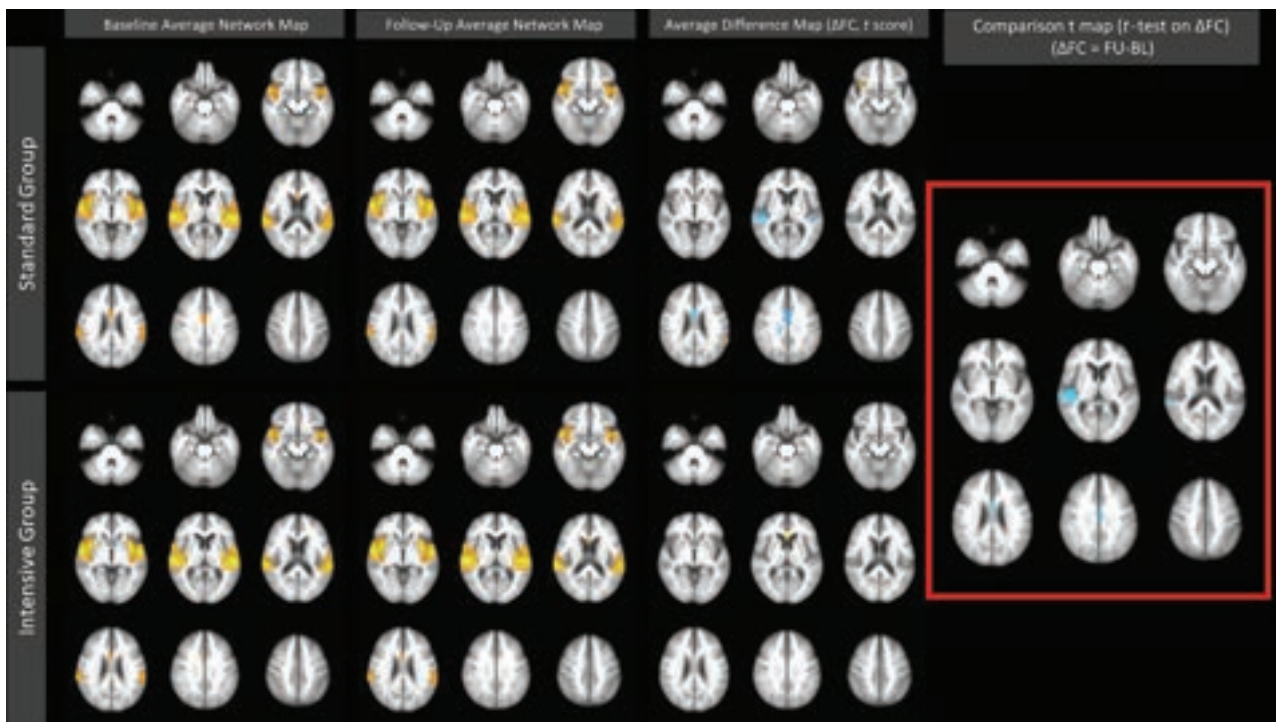 Baseline Average Network Map
Follow-Up Average Network Map
Average Difference Map (ΔFC, t score)
Comparison t map (t-test on ΔFC)
(ΔFC = FU-BL)
Standard Group
Intensive Group